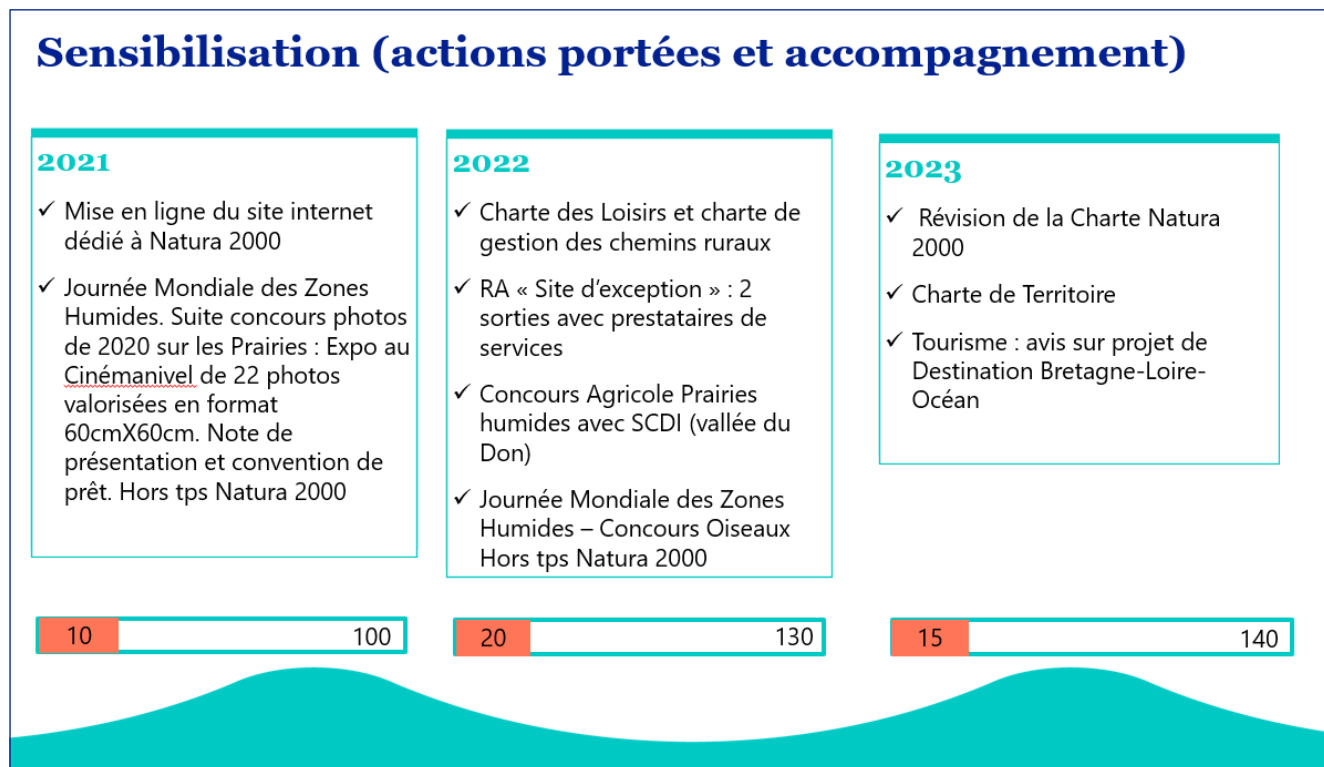 Sensibilisation (actions portées et accompagnement)
2021
✓ Mise en ligne du site internet
dédié à Natura 2000
✓ Journée Mondiale des Zones
Humides. Suite concours photos
de 2020 sur les Prairies : Expo au
Cinémanivel de 22 photos
valorisées en format
60cmX60cm. Note de
présentation et convention de
prêt. Hors tps Natura 2000
10 100
2022
✓ Charte des Loisirs et charte de
gestion des chemins ruraux
✓ RA « Site d'exception » : 2
sorties avec prestataires de
services
✓ Concours Agricole Prairies
humides avec SCDI (vallée du
Don)
✓ Journée Mondiale des Zones
Humides – Concours Oiseaux
Hors tps Natura 2000
20 130
2023
✓ Révision de la Charte Natura
2000
✓ Charte de Territoire
✓ Tourisme : avis sur projet de
Destination Bretagne-Loire-
Océan
15 140